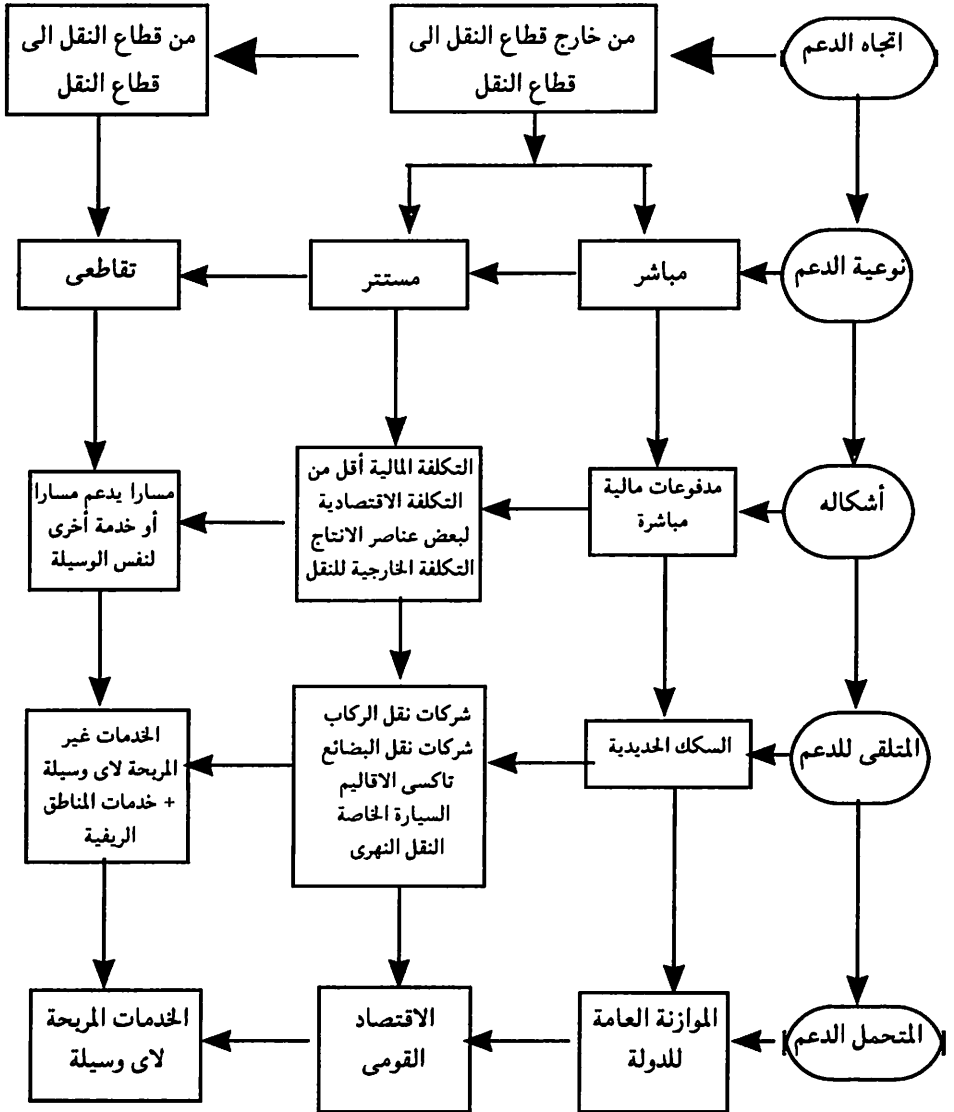 اتجاه الدعم
من خارج قطاع النقل الى
قطاع النقل
من قطاع النقل الى
قطاع النقل
نوعية الدعم
مباشر
مستتر
تقاطعى
أشكاله
مدفوعات مالية
مباشرة
التكلفة المالية أقل من
التكلفة الاقتصادية
لبعض عناصر الانتاج
التكلفة الخارجية للنقل
مسارا يدعم مسارا
أو خدمة أخرى
لنفس الوسيلة
المتلقى للدعم
السكك الحديدية
شركات نقل الركاب
شركات نقل البضائع
تاكسى الاقاليم
السيارة الخاصة
النقل النهرى
الخدمات غير
المربحة لاى وسيلة
+ خدمات المناطق
الريفية
المتحمل الدعم
الموازنة العامة
للدولة
الاقتصاد
القومى
الخدمات المربحة
لاى وسيلة